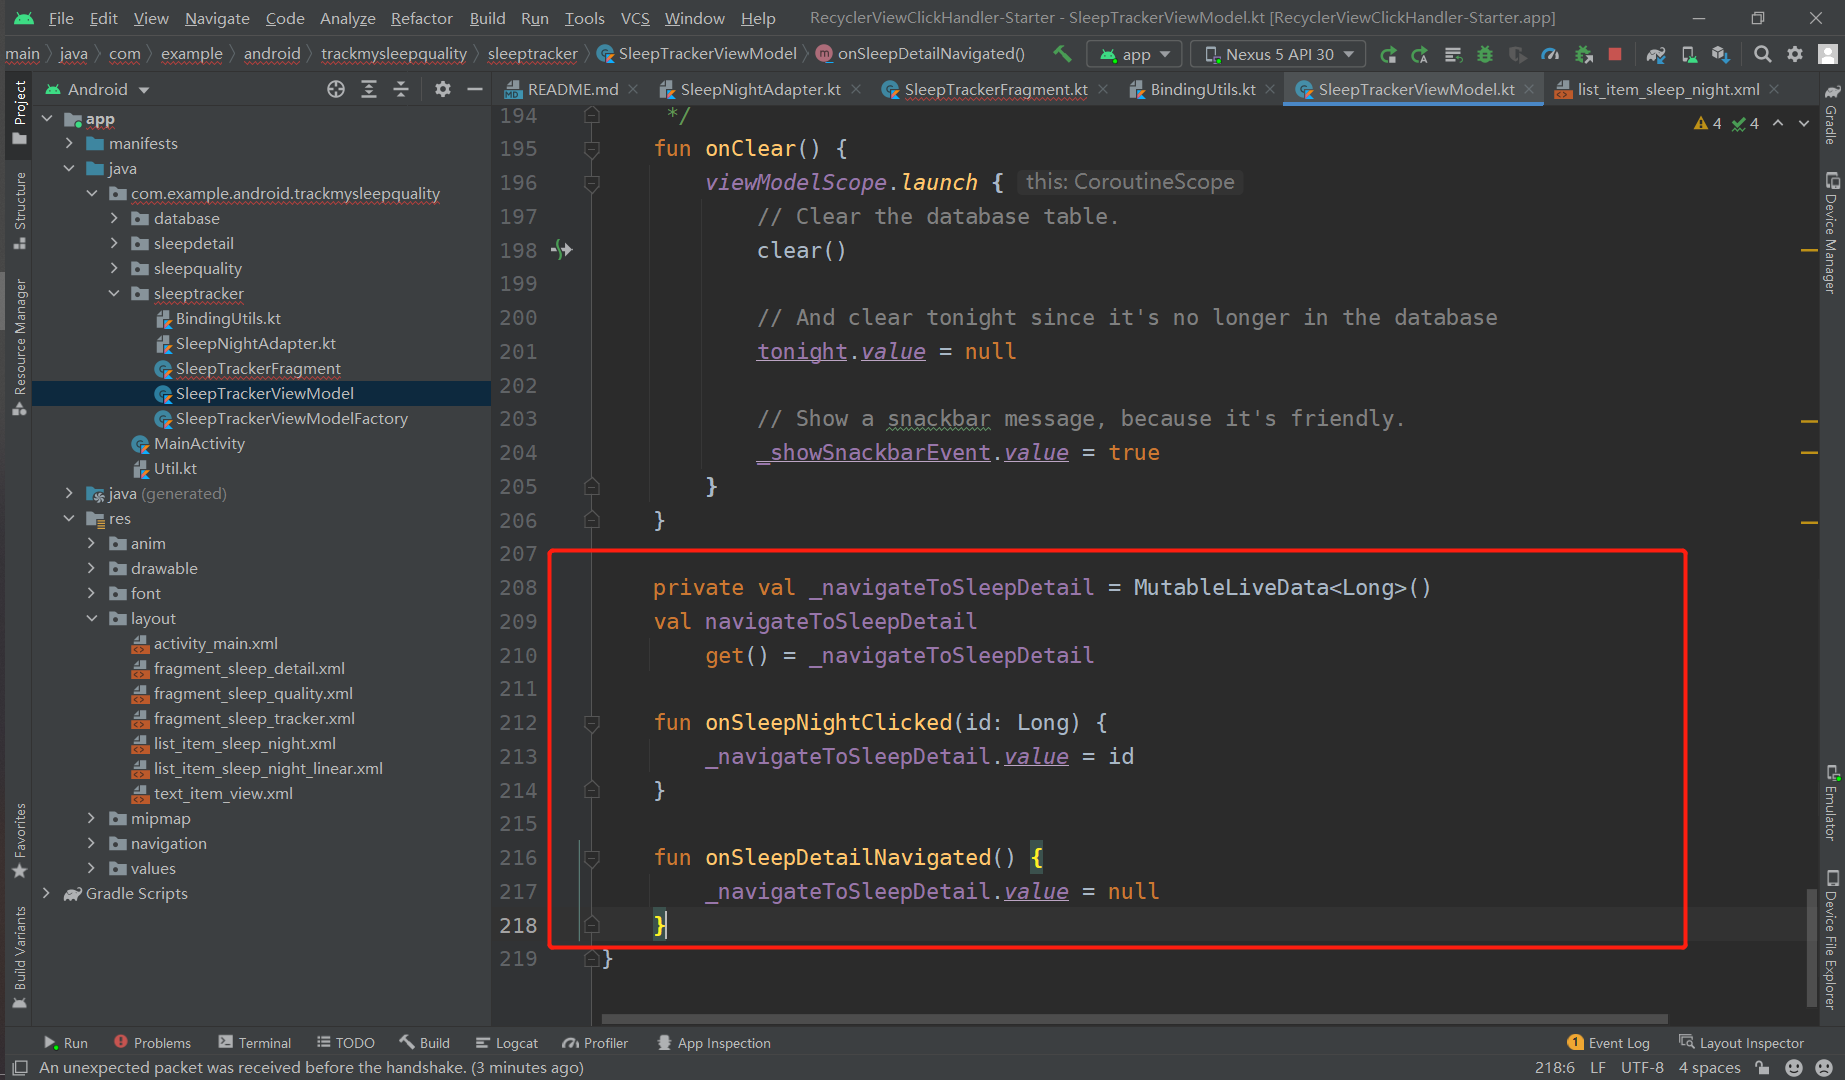 File Edit View Navigate Code Analyze Refactor Build Run Tools VCS Window Help RecyclerViewClickHandler-Starter - SleepTrackerViewModel.kt [RecyclerViewClickHandler-Starter.app]
main java com example android trackmysleepquality sleeptracker SleepTrackerViewModel onSleepDetailNavigated() app Nexus 5 API 30
Android README.md SleepNightAdapter.kt SleepTrackerFragment.kt BindingUtils.kt SleepTrackerViewModel.kt list_item_sleep_night.xml
Project
Structure
Resource Manager
Favorites
Build Variants
app
manifests
java
com.example.android.trackmysleepquality
database
sleepdetail
sleepquality
sleeptracker
BindingUtils.kt
SleepNightAdapter.kt
SleepTrackerFragment
SleepTrackerViewModel
SleepTrackerViewModelFactory
MainActivity
Util.kt
java (generated)
res
anim
drawable
font
layout
activity_main.xml
fragment_sleep_detail.xml
fragment_sleep_quality.xml
fragment_sleep_tracker.xml
list_item_sleep_night.xml
list_item_sleep_night_linear.xml
text_item_view.xml
mipmap
navigation
values
Gradle Scripts
4 4
194 */
195 fun onClear() {
196 viewModelScope.launch { this: CoroutineScope
197 // Clear the database table.
198 clear()
199
200 // And clear tonight since it's no longer in the database
201 tonight.value = null
202
203 // Show a snackbar message, because it's friendly.
204 _showSnackbarEvent.value = true
205 }
206 }
207
208 private val _navigateToSleepDetail = MutableLiveData<Long>()
209 val navigateToSleepDetail
210 get() = _navigateToSleepDetail
211
212 fun onSleepNightClicked(id: Long) {
213 _navigateToSleepDetail.value = id
214 }
215
216 fun onSleepDetailNavigated() {
217 _navigateToSleepDetail.value = null
218 }
219 }
Gradle
Device Manager
Emulator
Device File Explorer
Run Problems Terminal TODO Build Logcat Profiler App Inspection 1 Event Log Layout Inspector
An unexpected packet was received before the handshake. (3 minutes ago) 218:6 LF UTF-8 4 spaces